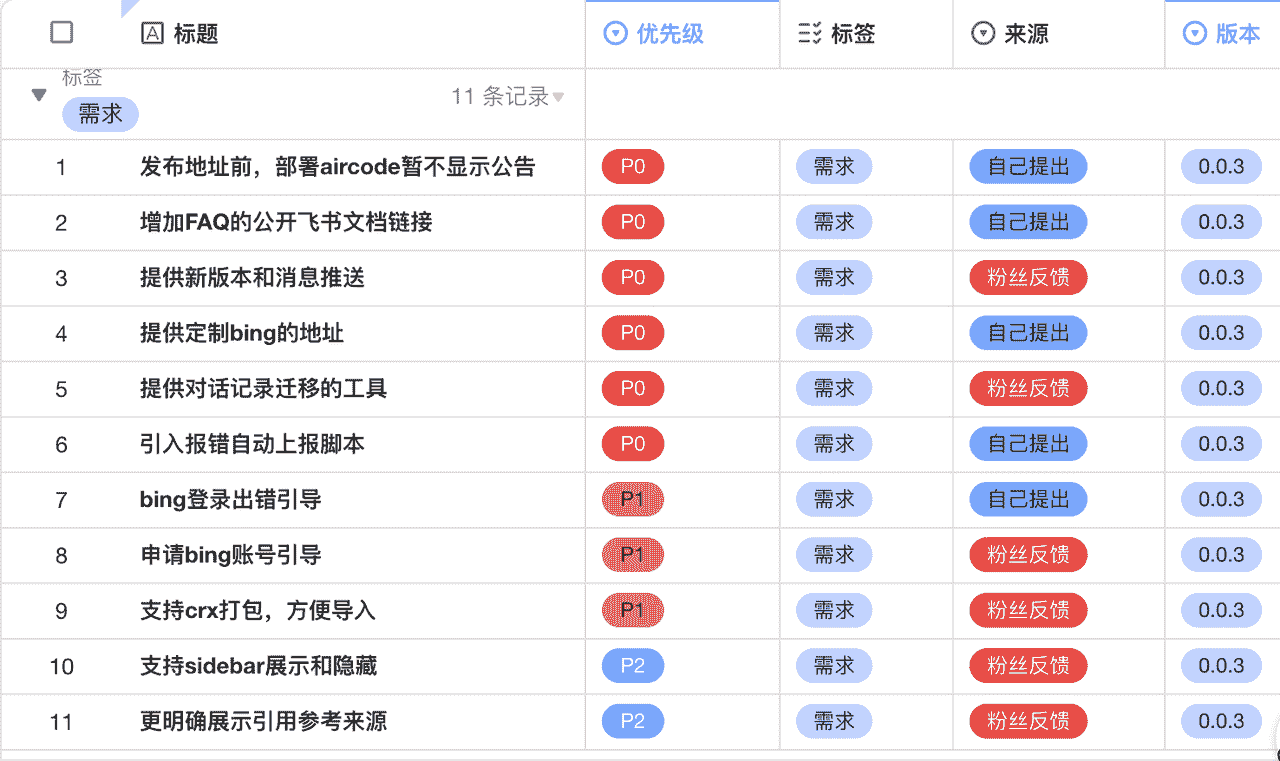 标题 优先级 标签 来源 版本
标签
需求 11 条记录
1 发布地址前，部署aircode暂不显示公告 P0 需求 自己提出 0.0.3
2 增加FAQ的公开飞书文档链接 P0 需求 自己提出 0.0.3
3 提供新版本和消息推送 P0 需求 粉丝反馈 0.0.3
4 提供定制bing的地址 P0 需求 自己提出 0.0.3
5 提供对话记录迁移的工具 P0 需求 粉丝反馈 0.0.3
6 引入报错自动上报脚本 P0 需求 自己提出 0.0.3
7 bing登录出错引导 P1 需求 自己提出 0.0.3
8 申请bing账号引导 P1 需求 粉丝反馈 0.0.3
9 支持crx打包，方便导入 P1 需求 粉丝反馈 0.0.3
10 支持sidebar展示和隐藏 P2 需求 粉丝反馈 0.0.3
11 更明确展示引用参考来源 P2 需求 粉丝反馈 0.0.3